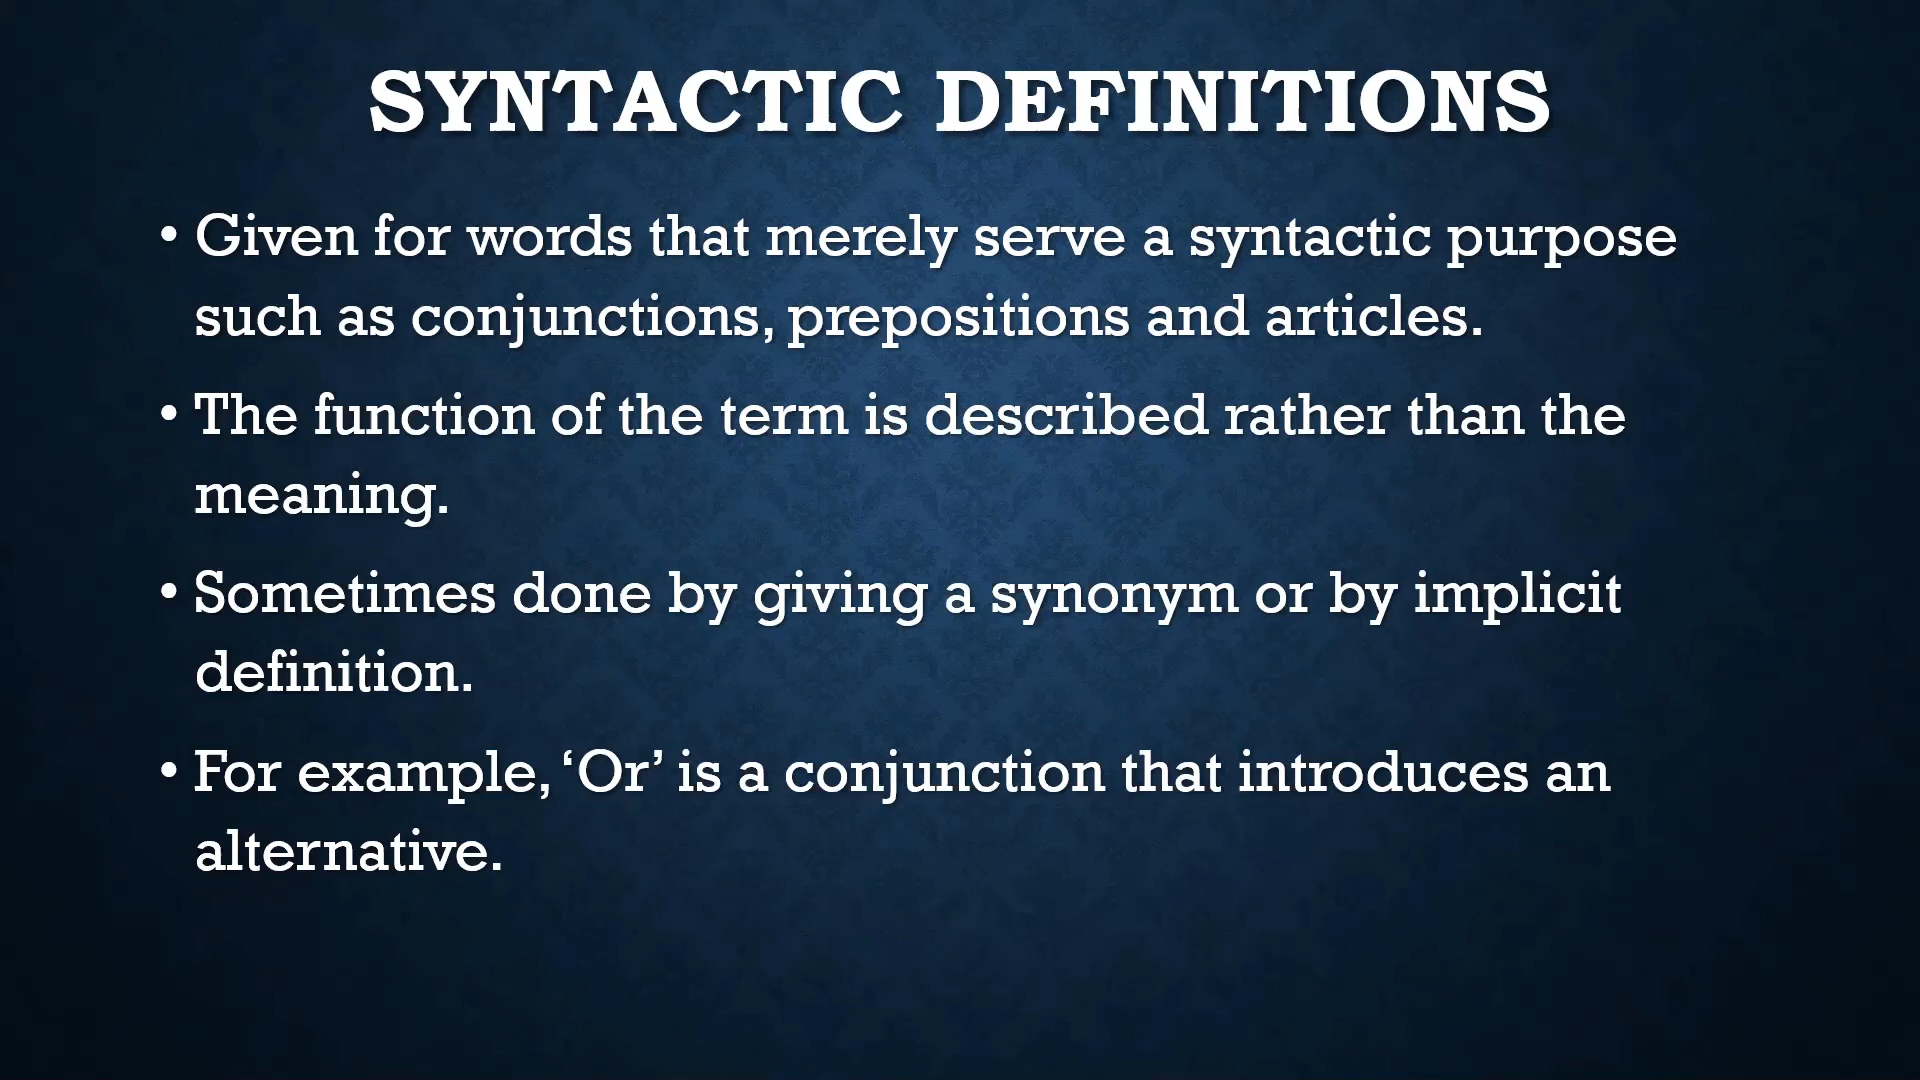 SYNTACTIC DEFINITIONS
• Given for words that merely serve a syntactic purpose
such as conjunctions, prepositions and articles.
• The function of the term is described rather than the
meaning.
• Sometimes done by giving a synonym or by implicit
definition.
• For example, ‘Or’ is a conjunction that introduces an
alternative.